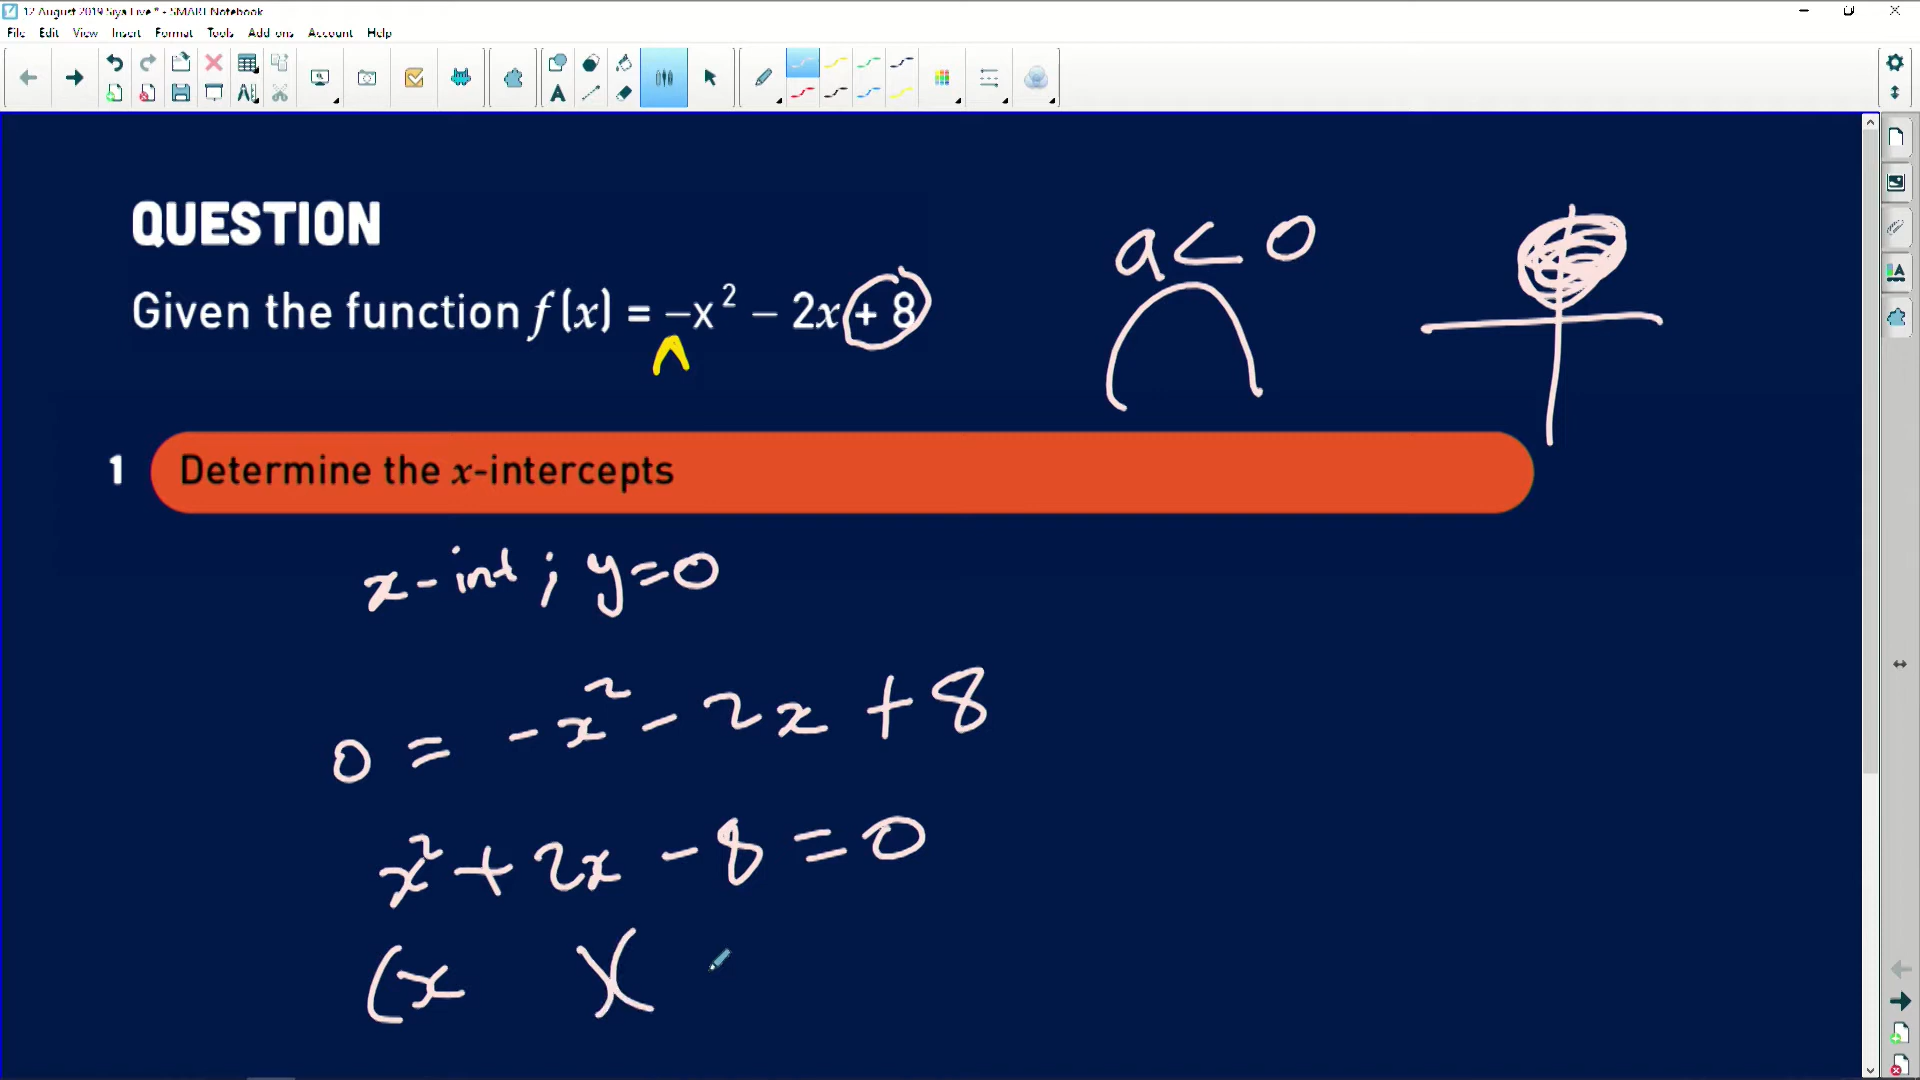 12 August 2019 Siya Live * - SMART Notebook
File Edit View Insert Format Tools Add-ons Account Help
QUESTION
Given the function f(x) = −x² − 2x + 8
a < 0
1 Determine the x-intercepts
x-int ; y=0
0 = -x² - 2x + 8
x² + 2x - 8 = 0
(x )(